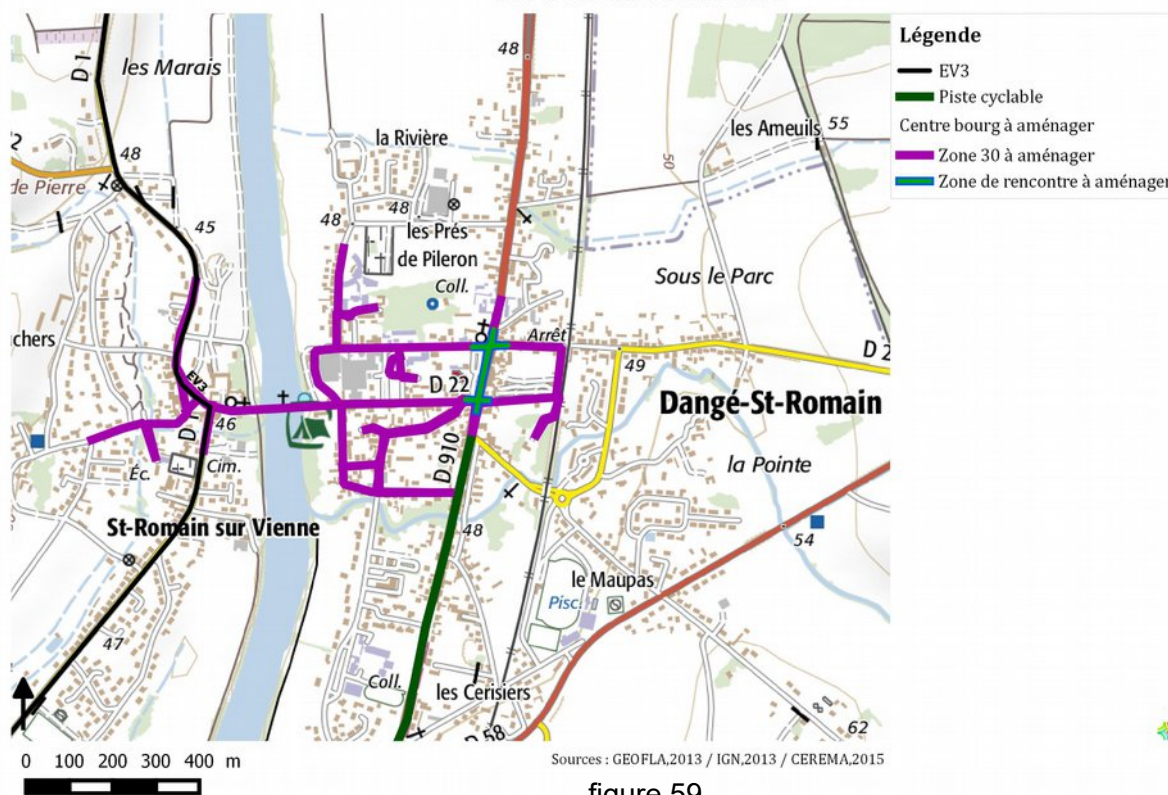 Légende
EV3
Piste cyclable
Centre bourg à aménager
Zone 30 à aménager
Zone de rencontre à aménager
D 1
les Marais
48
48
la Rivière
les Ameuils
55
50
de Pierre
45
48
48
les Prés
de Pileron
Coll.
Sous le Parc
chers
Arrêt
D 2
49
EV3
D 22
D 1
46
Dangé-St-Romain
D 910
la Pointe
Éc.
Cim.
St-Romain sur Vienne
48
54
le Maupas
Pisc.
47
Coll.
les Cerisiers
D 58
81
62
0 100 200 300 400 m
Sources : GEOFLA,2013 / IGN,2013 / CEREMA,2015
figure 59